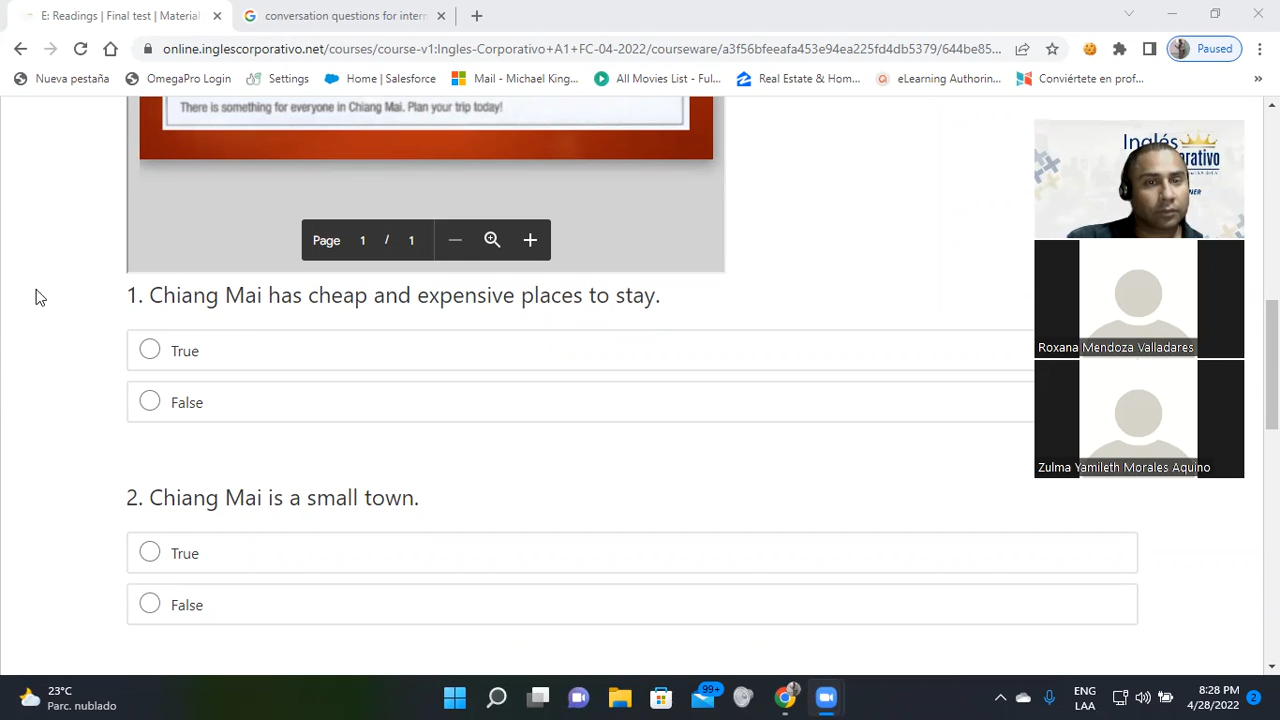 E: Readings | Final test | Material
conversation questions for intern
online.inglescorporativo.net/courses/course-v1:Ingles-Corporativo+A1+FC-04-2022/courseware/a3f56bfeeafa453e94ea225fd4db5379/644be85...
Paused
Nueva pestaña
OmegaPro Login
Settings
Home | Salesforce
Mail - Michael King...
All Movies List - Ful...
Real Estate & Hom...
eLearning Authorin...
Conviértete en prof...
»
There is something for everyone in Chiang Mai. Plan your trip today!
Page 1 / 1
Inglés
Roxana Mendoza Valladares
Zulma Yamileth Morales Aquino
1. Chiang Mai has cheap and expensive places to stay.
True
False
2. Chiang Mai is a small town.
True
False
23°C
Parc. nublado
99+
ENG
LAA
8:28 PM
4/28/2022
2